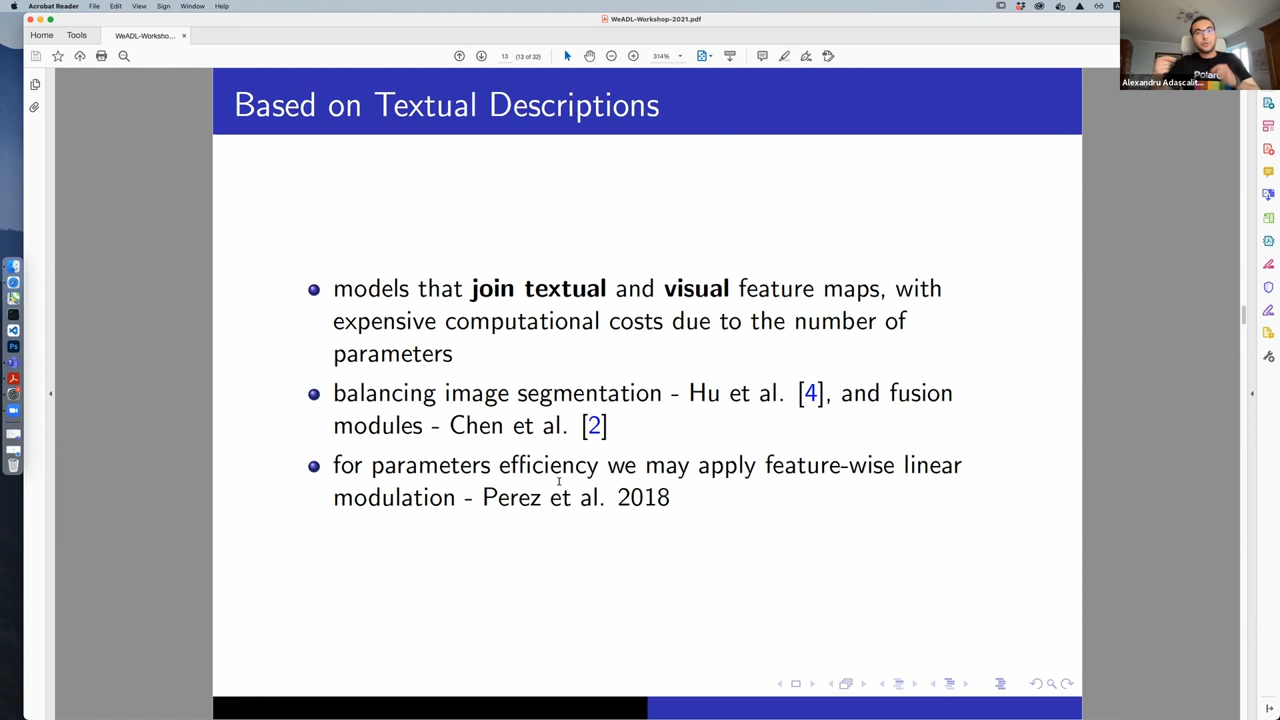 Acrobat Reader File Edit View Sign Window Help
WeADL-Workshop-2021.pdf
Home Tools WeADL-Worksho... ×
13 (13 of 32) 314%
Based on Textual Descriptions
models that join textual and visual feature maps, with
expensive computational costs due to the number of
parameters
balancing image segmentation - Hu et al. [4], and fusion
modules - Chen et al. [2]
for parameters efficiency we may apply feature-wise linear
modulation - Perez et al. 2018
Alexandru Adascalit...